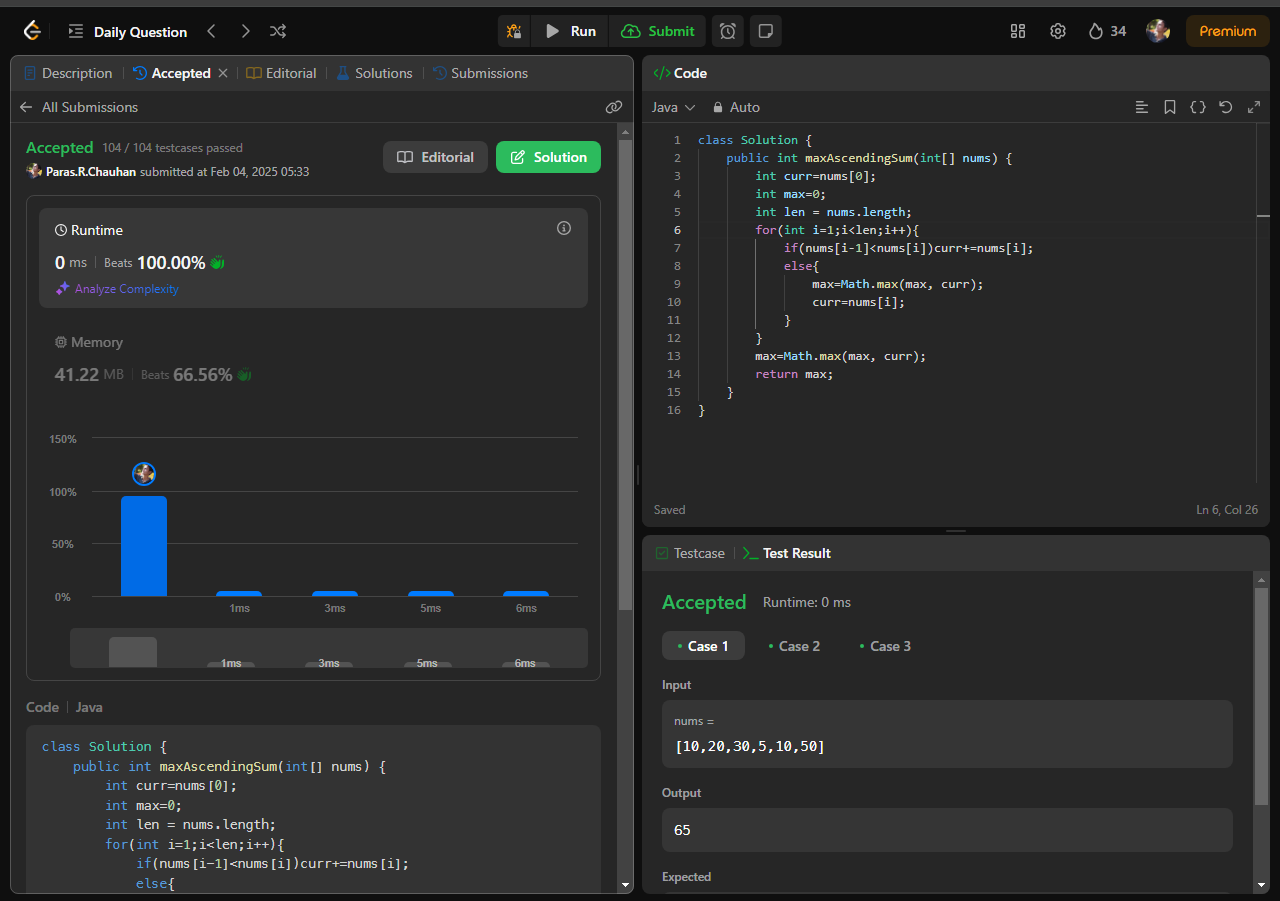 Daily Question
Run
Submit
34
Premium
Description
Accepted
Editorial
Solutions
Submissions
All Submissions
Accepted 104 / 104 testcases passed
Paras.R.Chauhan submitted at Feb 04, 2025 05:33
Editorial
Solution
Runtime
0 ms Beats 100.00%
Analyze Complexity
Memory
41.22 MB Beats 66.56%
150%
100%
50%
0%
1ms 3ms 5ms 6ms
1ms 3ms 5ms 6ms
Code Java
class Solution {
    public int maxAscendingSum(int[] nums) {
        int curr=nums[0];
        int max=0;
        int len = nums.length;
        for(int i=1;i<len;i++){
            if(nums[i-1]<nums[i])curr+=nums[i];
            else{
</> Code
Java
Auto
1 class Solution {
2     public int maxAscendingSum(int[] nums) {
3         int curr=nums[0];
4         int max=0;
5         int len = nums.length;
6         for(int i=1;i<len;i++){
7             if(nums[i-1]<nums[i])curr+=nums[i];
8             else{
9                 max=Math.max(max, curr);
10                 curr=nums[i];
11             }
12         }
13         max=Math.max(max, curr);
14         return max;
15     }
16 }
Saved
Ln 6, Col 26
Testcase
>_ Test Result
Accepted Runtime: 0 ms
Case 1 Case 2 Case 3
Input
nums =
[10,20,30,5,10,50]
Output
65
Expected